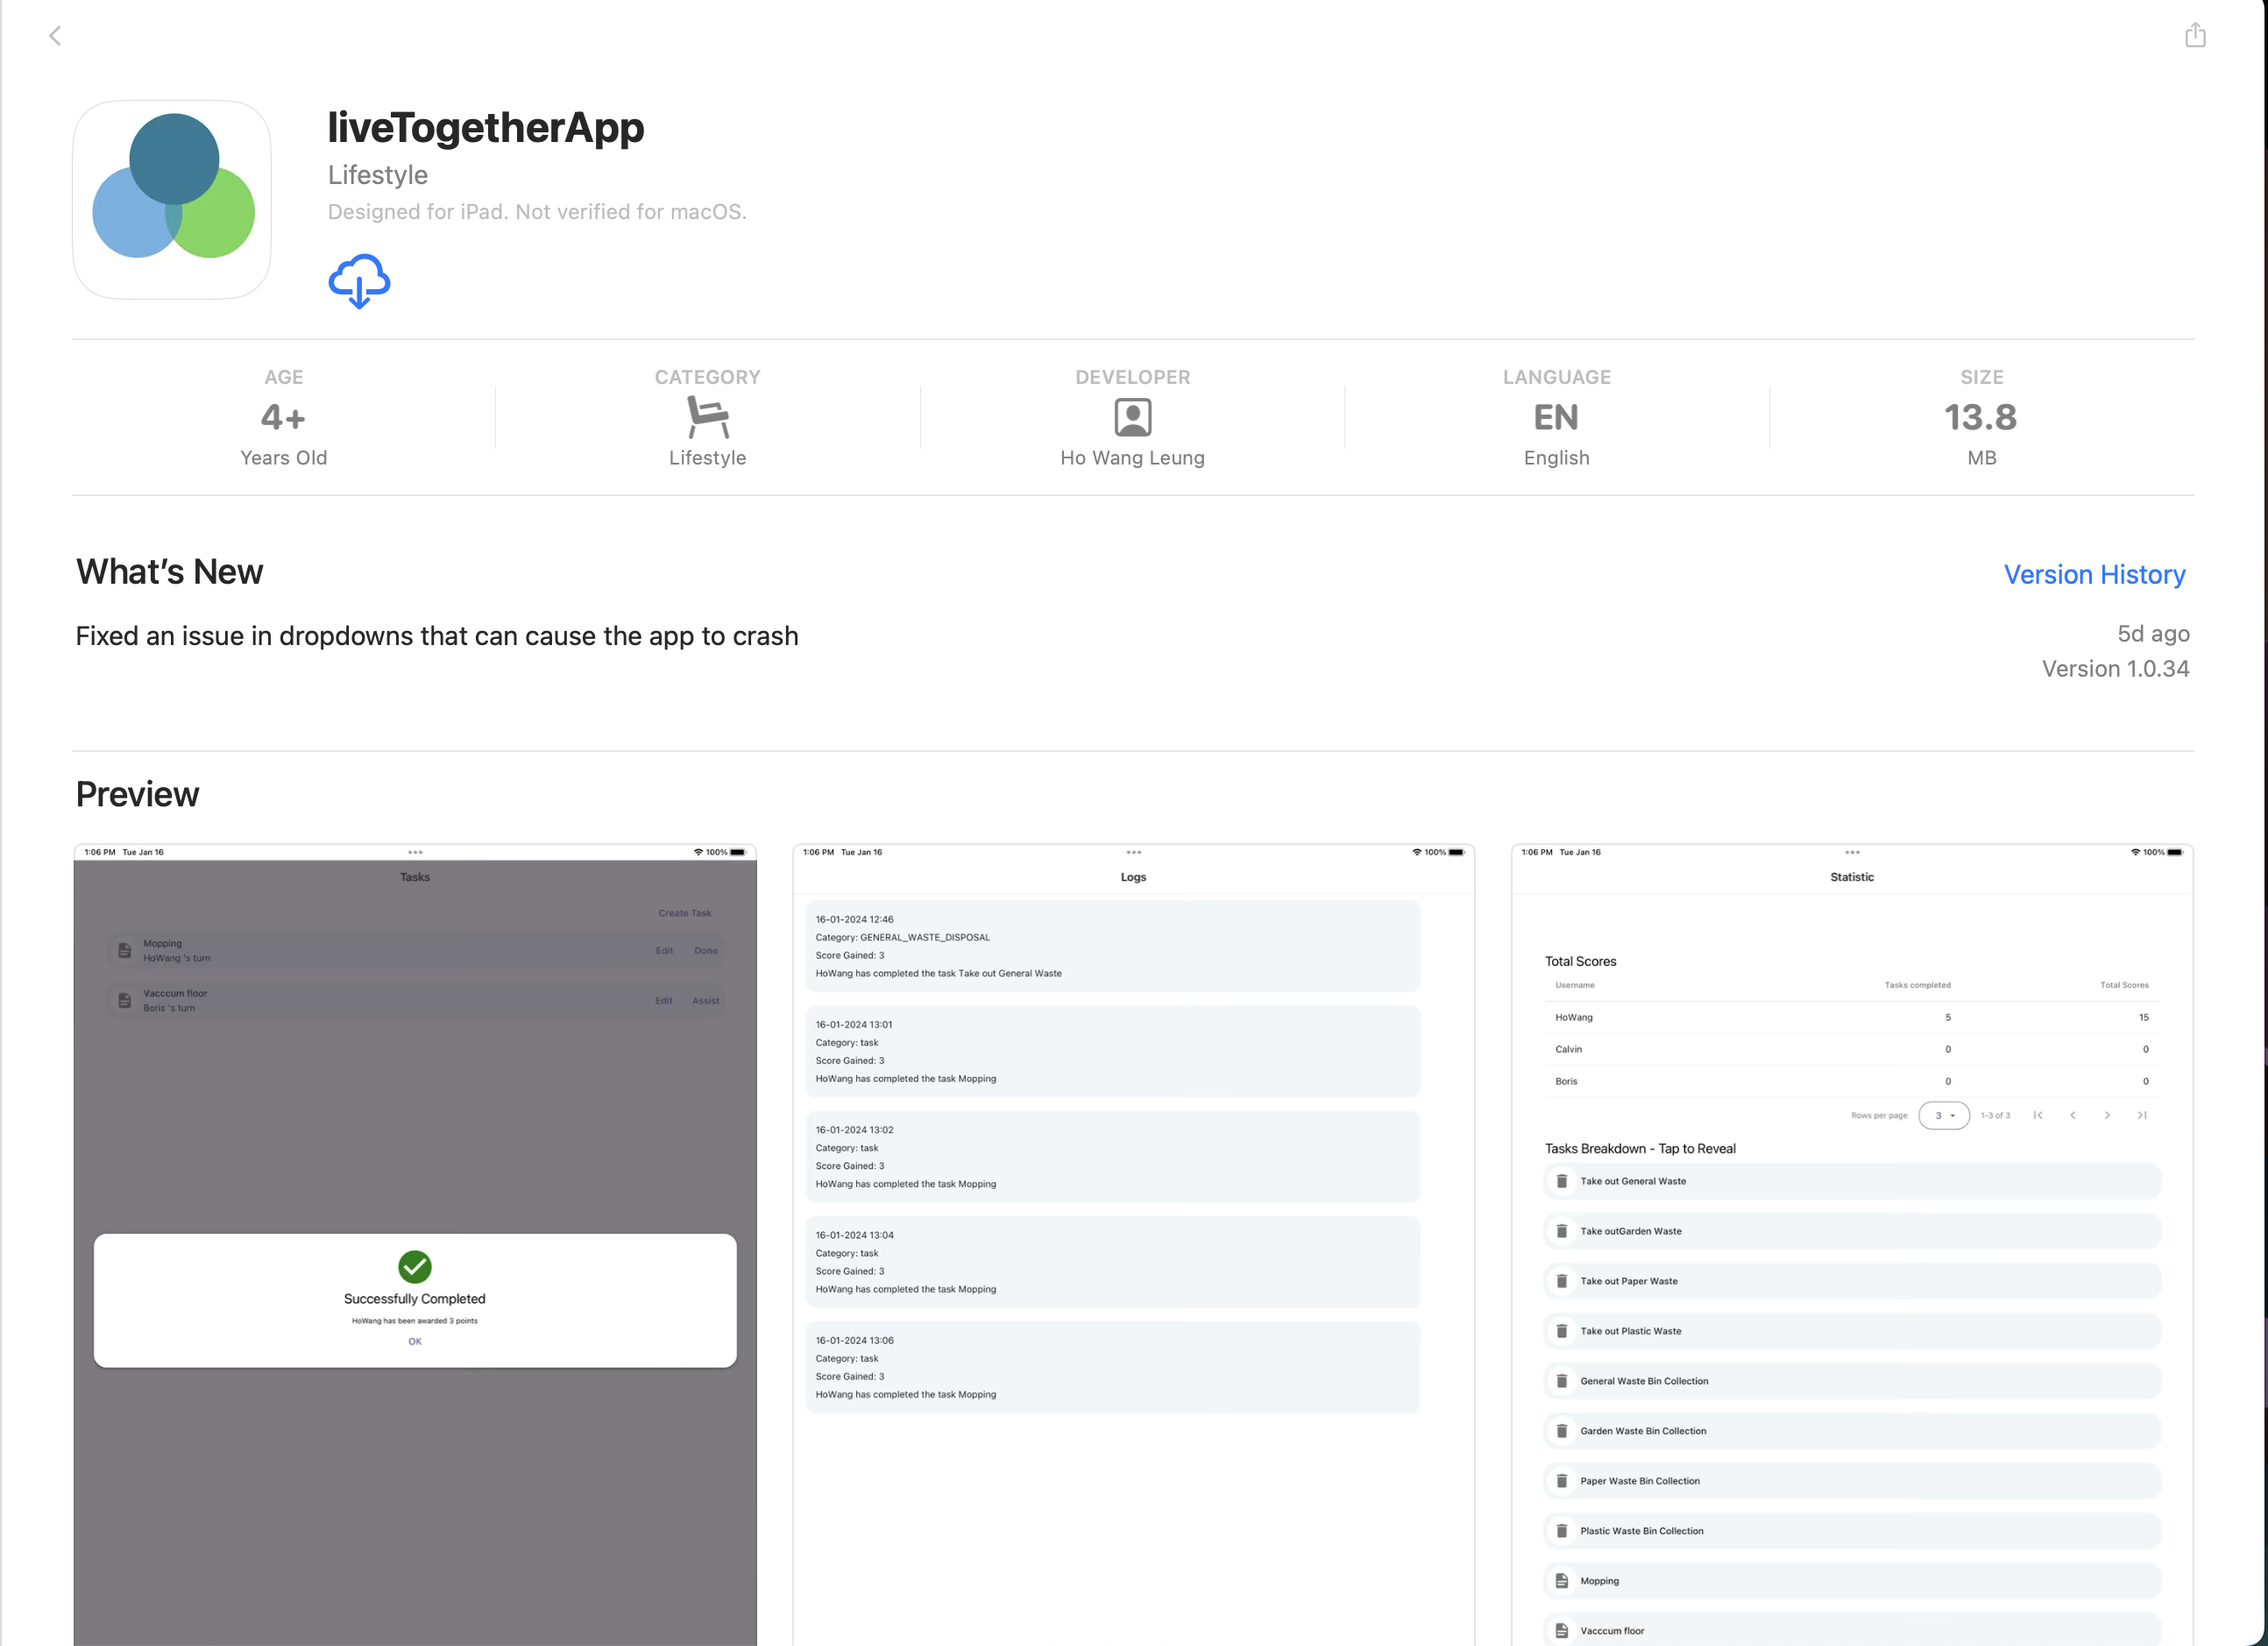 liveTogetherApp
Lifestyle
Designed for iPad. Not verified for macOS.
AGE
4+
Years Old
CATEGORY
Lifestyle
DEVELOPER
Ho Wang Leung
LANGUAGE
EN
English
SIZE
13.8
MB
What's New
Version History
Fixed an issue in dropdowns that can cause the app to crash
5d ago
Version 1.0.34
Preview
1:06 PM Tue Jan 16
100%
Tasks
Create Task
Mopping
HoWang 's turn
Edit Done
Vacccum floor
Boris 's turn
Edit Assist
Successfully Completed
HoWang has been awarded 3 points
OK
1:06 PM Tue Jan 16
100%
Logs
16-01-2024 12:46
Category: GENERAL_WASTE_DISPOSAL
Score Gained: 3
HoWang has completed the task Take out General Waste
16-01-2024 13:01
Category: task
Score Gained: 3
HoWang has completed the task Mopping
16-01-2024 13:02
Category: task
Score Gained: 3
HoWang has completed the task Mopping
16-01-2024 13:04
Category: task
Score Gained: 3
HoWang has completed the task Mopping
16-01-2024 13:06
Category: task
Score Gained: 3
HoWang has completed the task Mopping
1:06 PM Tue Jan 16
100%
Statistic
Total Scores
Username Tasks completed Total Scores
HoWang 5 15
Calvin 0 0
Boris 0 0
Rows per page 3 1-3 of 3
Tasks Breakdown - Tap to Reveal
Take out General Waste
Take outGarden Waste
Take out Paper Waste
Take out Plastic Waste
General Waste Bin Collection
Garden Waste Bin Collection
Paper Waste Bin Collection
Plastic Waste Bin Collection
Mopping
Vacccum floor